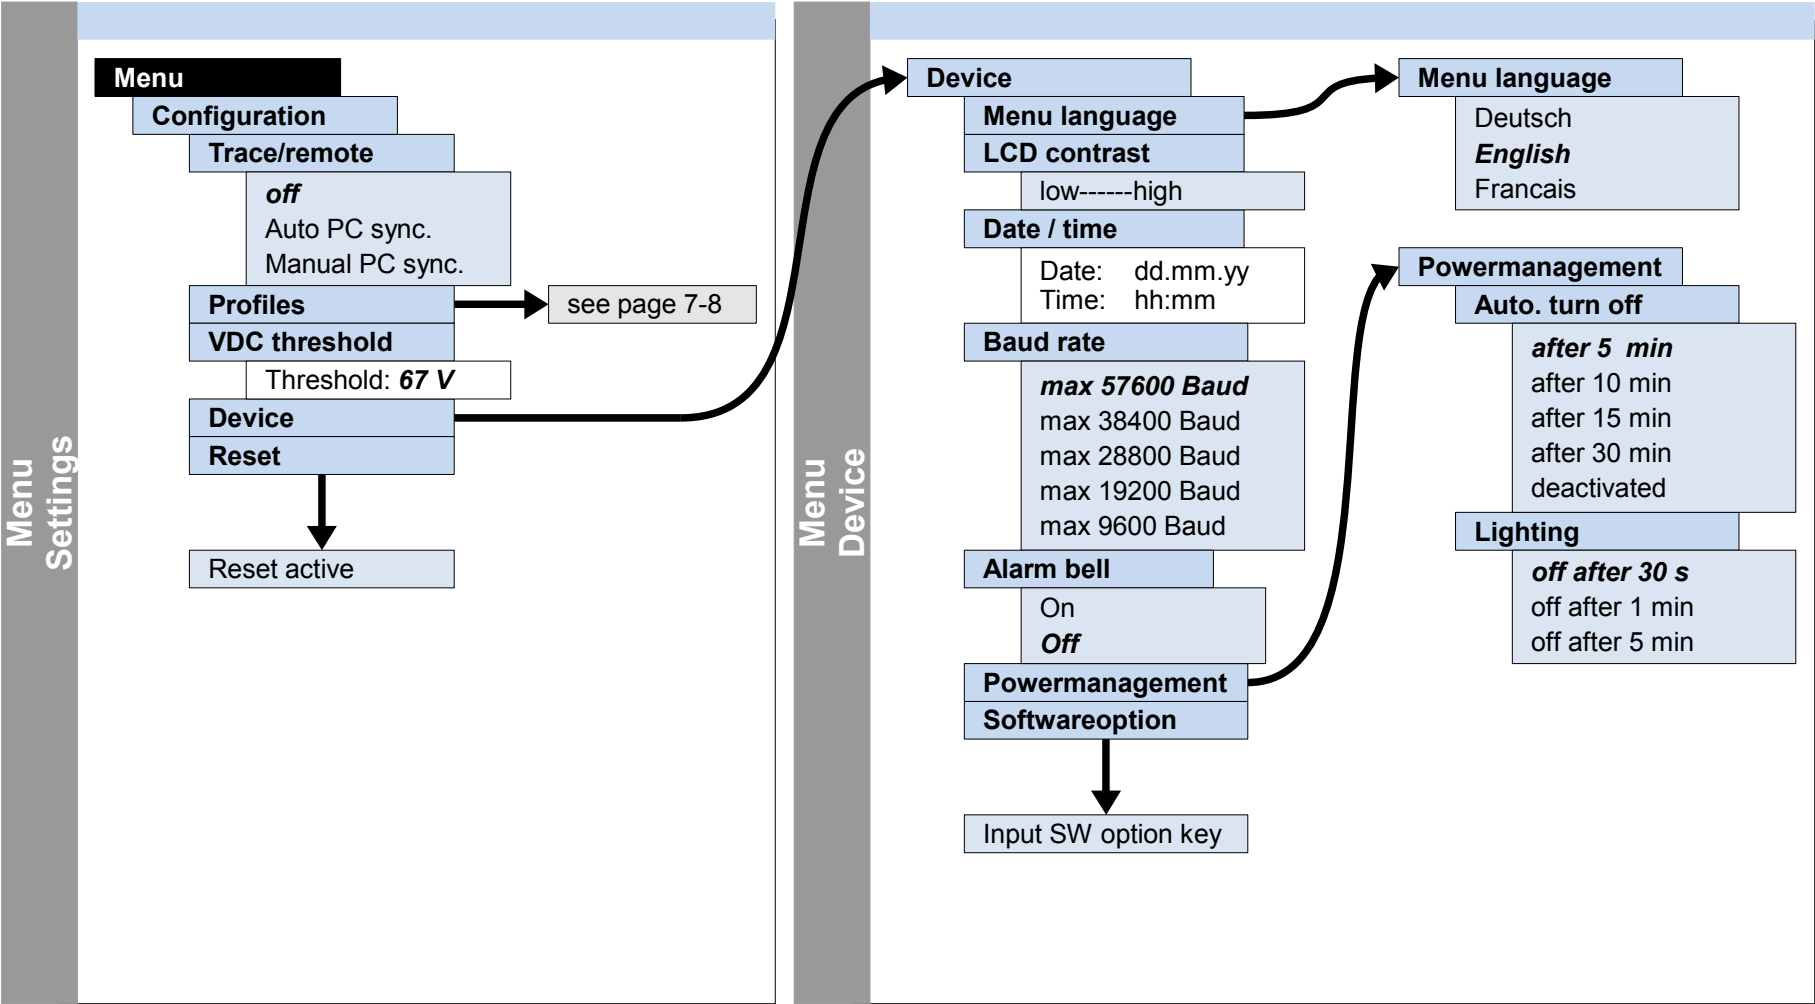 Menu
Settings
Menu
Configuration
Trace/remote
off
Auto PC sync.
Manual PC sync.
Profiles
see page 7-8
VDC threshold
Threshold: 67 V
Device
Reset
Reset active
Menu
Device
Device
Menu language
LCD contrast
low------high
Date / time
Date: dd.mm.yy
Time: hh:mm
Baud rate
max 57600 Baud
max 38400 Baud
max 28800 Baud
max 19200 Baud
max 9600 Baud
Alarm bell
On
Off
Powermanagement
Softwareoption
Input SW option key
Menu language
Deutsch
English
Francais
Powermanagement
Auto. turn off
after 5 min
after 10 min
after 15 min
after 30 min
deactivated
Lighting
off after 30 s
off after 1 min
off after 5 min